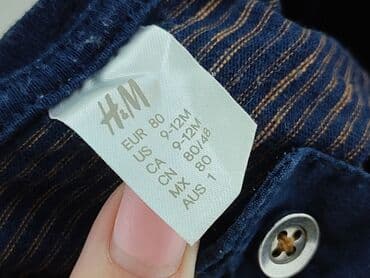 H&M
EUR 80
US 9-12M
CA 9-12M
CN 80/48
MX 80
AUS 1